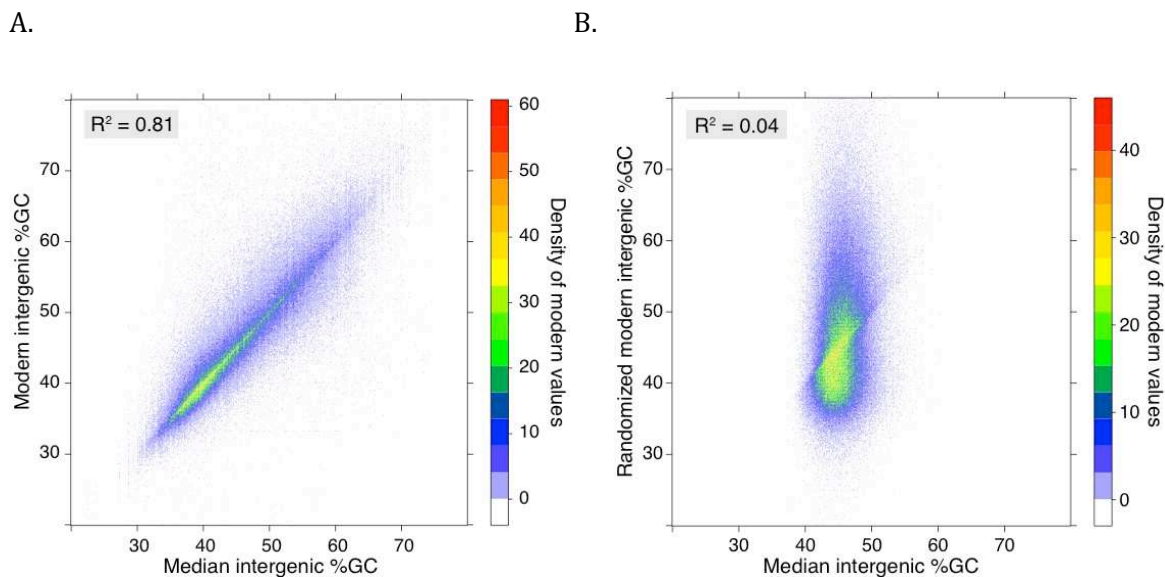 A.
R² = 0.81
Modern intergenic %GC
70
60
50
40
30
30 40 50 60 70
Median intergenic %GC
60
50
40
30
20
10
0
Density of modern values
B.
R² = 0.04
Randomized modern intergenic %GC
70
60
50
40
30
30 40 50 60 70
Median intergenic %GC
40
30
20
10
0
Density of modern values